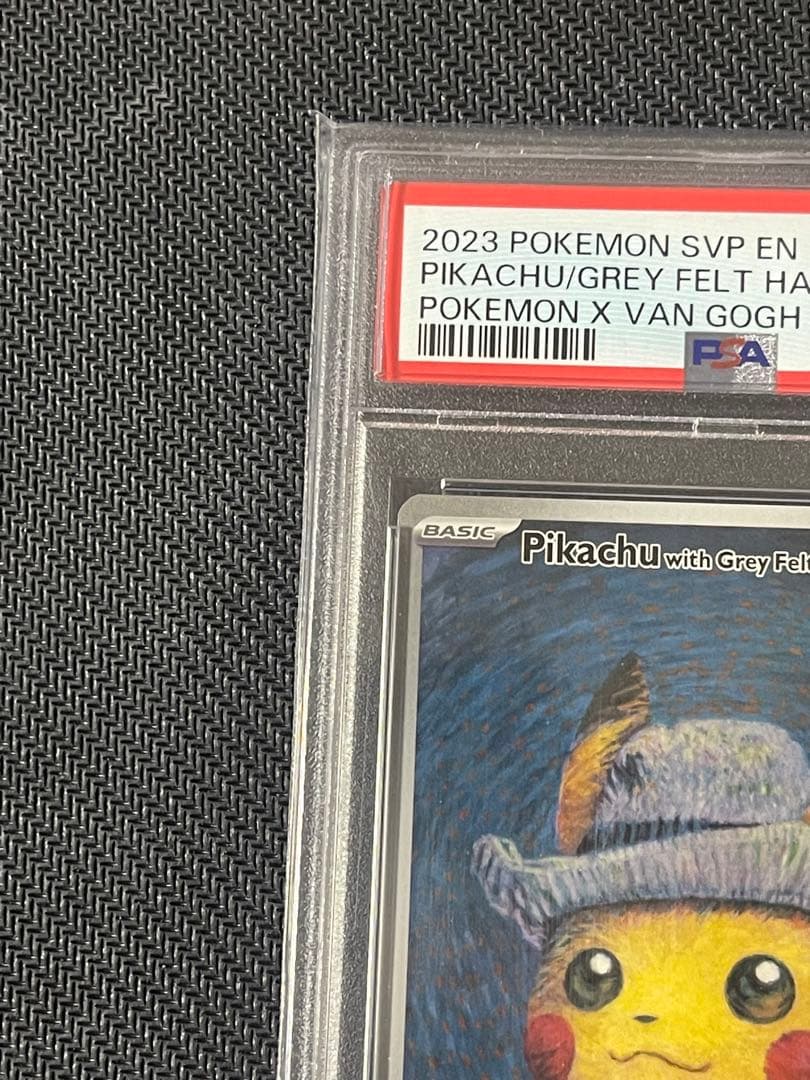 2023 POKEMON SVP EN
PIKACHU/GREY FELT HA
POKEMON X VAN GOGH
PSA
BASIC
Pikachu with Grey Felt